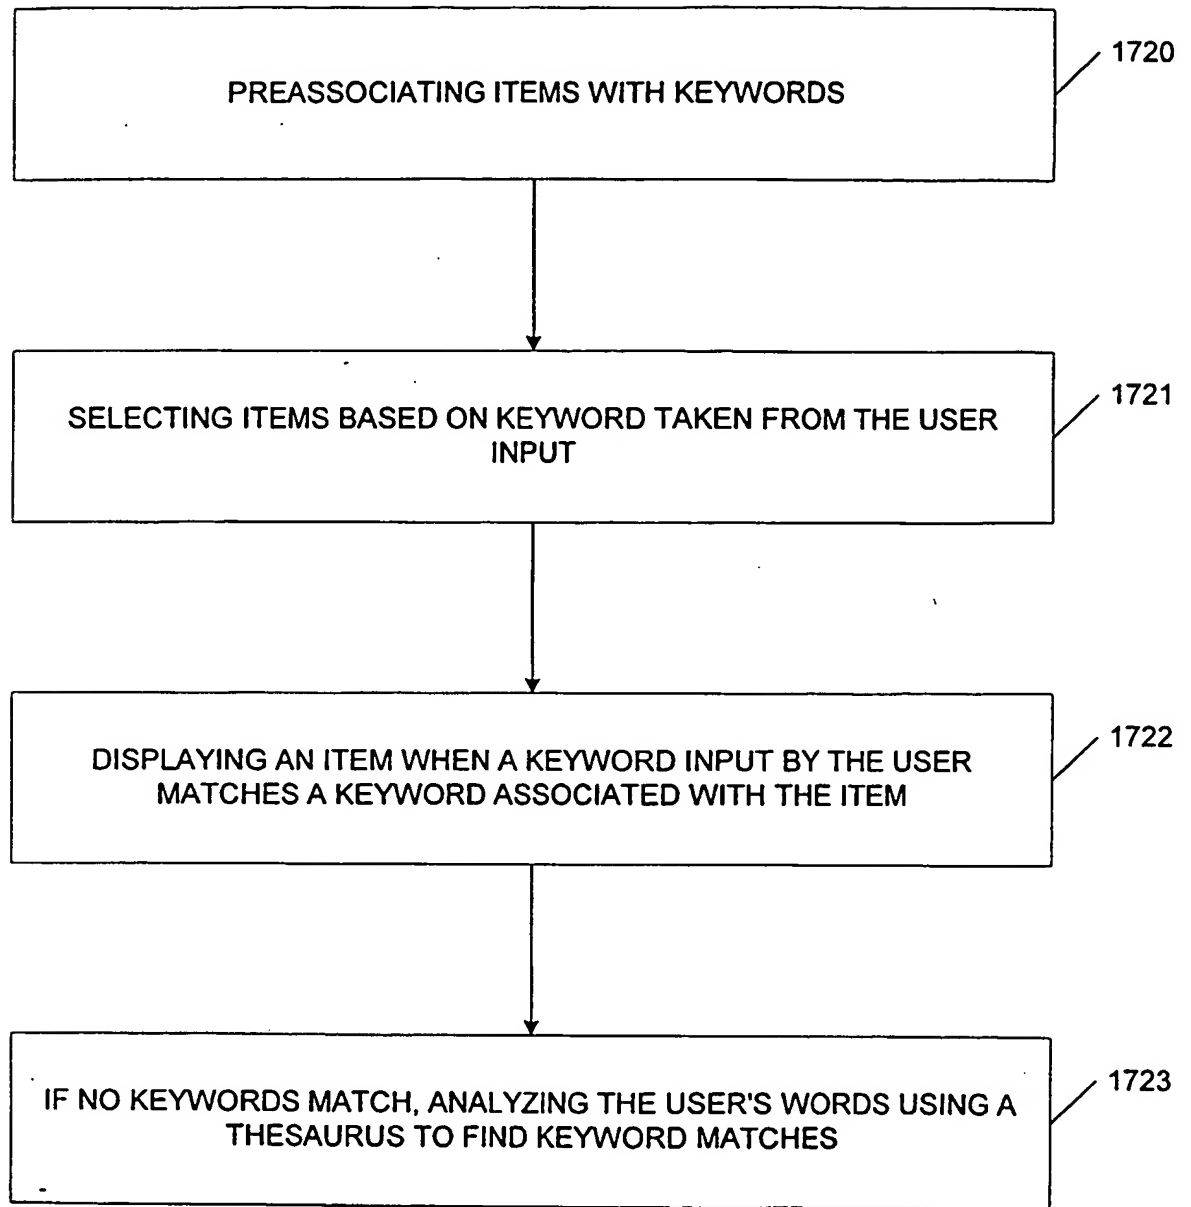 PREASSOCIATING ITEMS WITH KEYWORDS
1720
SELECTING ITEMS BASED ON KEYWORD TAKEN FROM THE USER
INPUT
1721
DISPLAYING AN ITEM WHEN A KEYWORD INPUT BY THE USER
MATCHES A KEYWORD ASSOCIATED WITH THE ITEM
1722
IF NO KEYWORDS MATCH, ANALYZING THE USER'S WORDS USING A
THESAURUS TO FIND KEYWORD MATCHES
1723